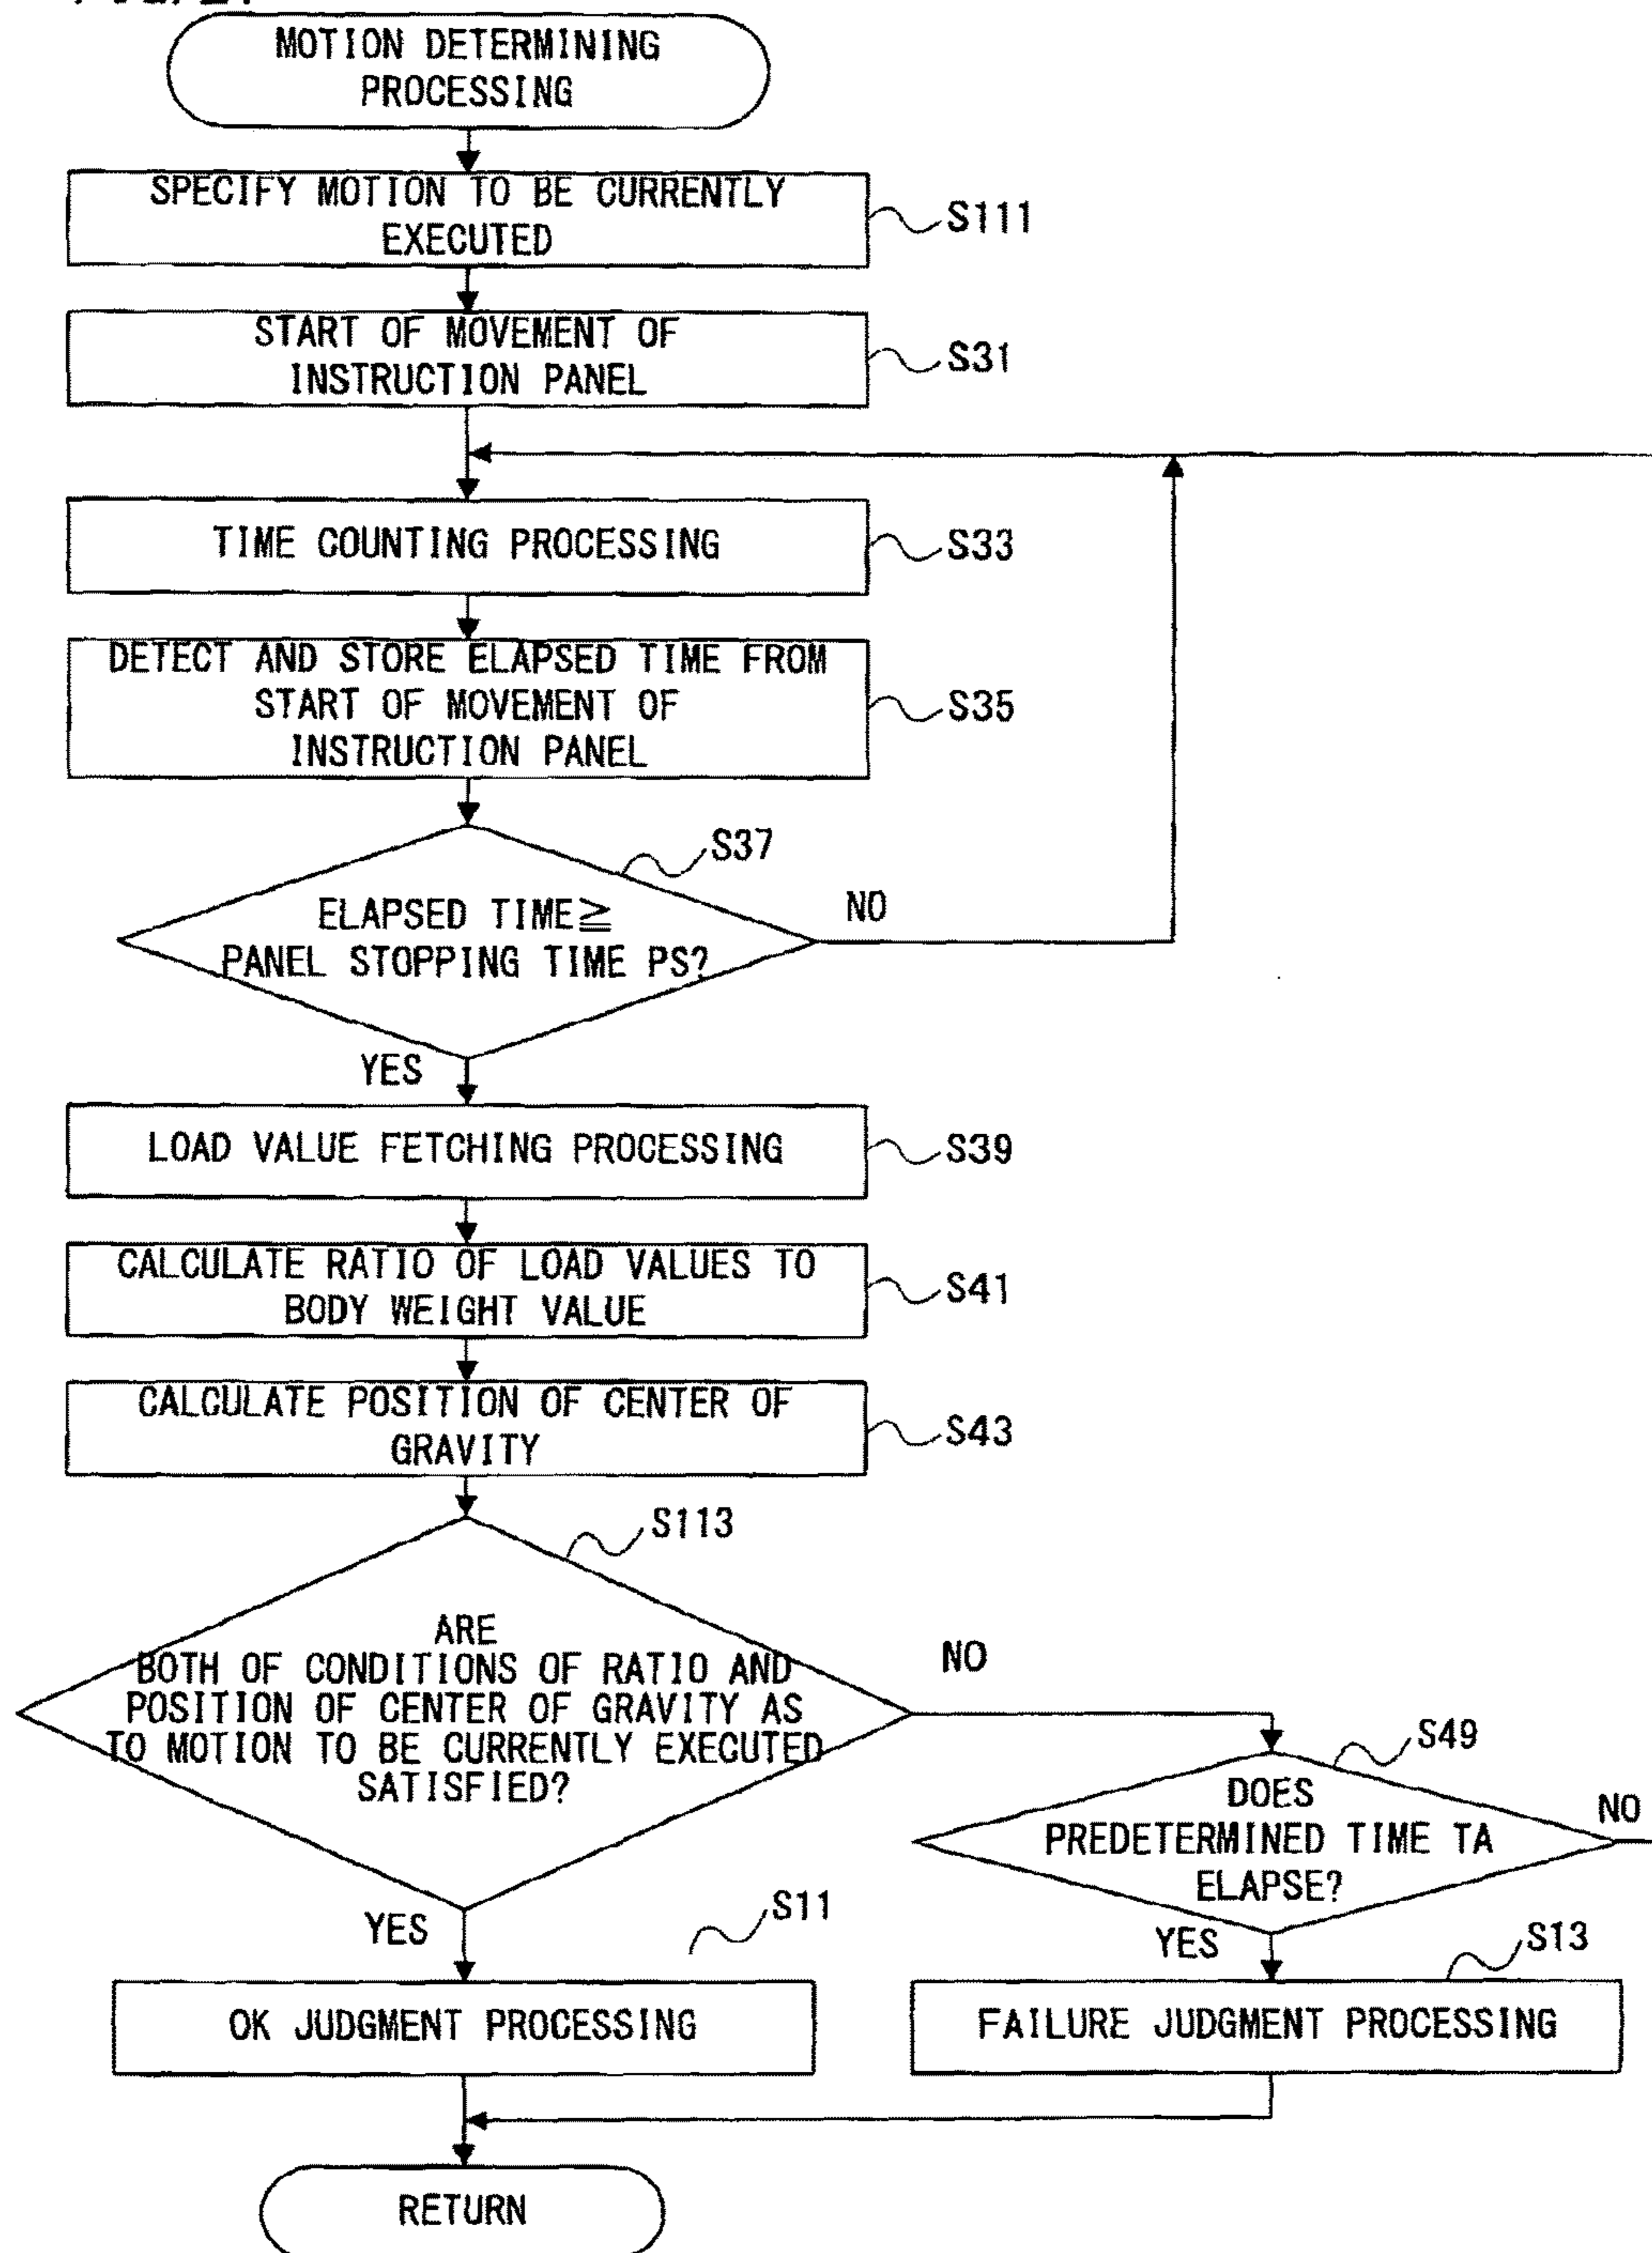 MOTION DETERMINING
PROCESSING
SPECIFY MOTION TO BE CURRENTLY
EXECUTED
S111
START OF MOVEMENT OF
INSTRUCTION PANEL
S31
TIME COUNTING PROCESSING
S33
DETECT AND STORE ELAPSED TIME FROM
START OF MOVEMENT OF
INSTRUCTION PANEL
S35
S37
ELAPSED TIME≧
PANEL STOPPING TIME PS?
NO
YES
LOAD VALUE FETCHING PROCESSING
S39
CALCULATE RATIO OF LOAD VALUES TO
BODY WEIGHT VALUE
S41
CALCULATE POSITION OF CENTER OF
GRAVITY
S43
S113
ARE
BOTH OF CONDITIONS OF RATIO AND
POSITION OF CENTER OF GRAVITY AS
TO MOTION TO BE CURRENTLY EXECUTED
SATISFIED?
NO
YES
S49
DOES
PREDETERMINED TIME TA
ELAPSE?
NO
YES
S11
OK JUDGMENT PROCESSING
S13
FAILURE JUDGMENT PROCESSING
RETURN